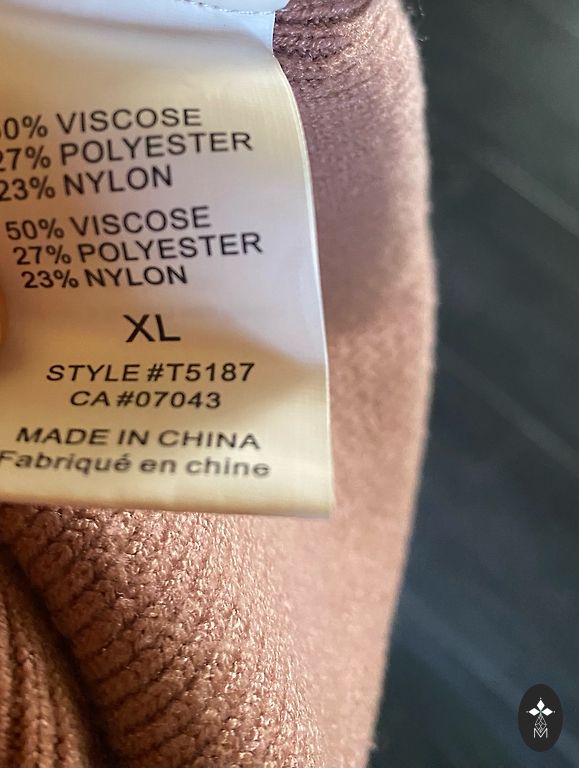 0% VISCOSE
27% POLYESTER
23% NYLON
50% VISCOSE
27% POLYESTER
23% NYLON
XL
STYLE #T5187
CA #07043
MADE IN CHINA
Fabriqué en chine
M